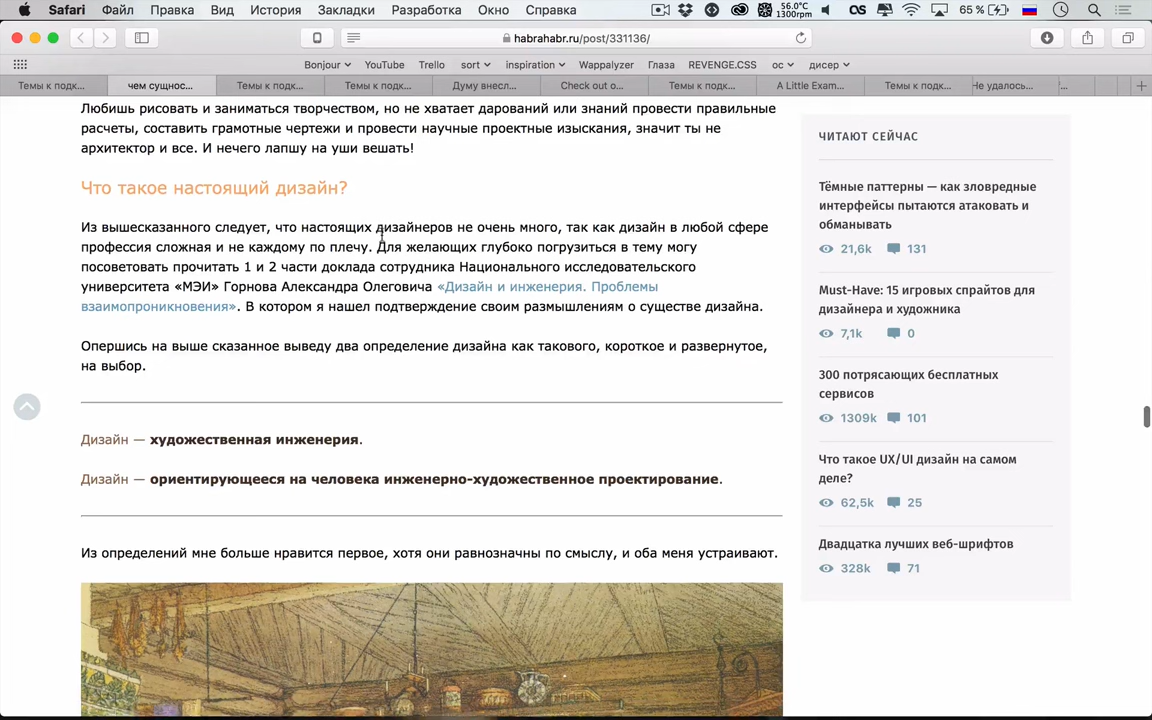 Safari Файл Правка Вид История Закладки Разработка Окно Справка 56.0°C 1300rpm 65 %
habrahabr.ru/post/331136/
Bonjour YouTube Trello sort inspiration Wappalyzer Глаза REVENGE.CSS ос дисер
Темы к подк... чем сущнос... Темы к подк... Темы к подк... Думу внесл... Check out o... Темы к подк... A Little Exam... Темы к подк... Не удалось...
Любишь рисовать и заниматься творчеством, но не хватает дарований или знаний провести правильные
расчеты, составить грамотные чертежи и провести научные проектные изыскания, значит ты не
архитектор и все. И нечего лапшу на уши вешать!
Что такое настоящий дизайн?
Из вышесказанного следует, что настоящих дизайнеров не очень много, так как дизайн в любой сфере
профессия сложная и не каждому по плечу. Для желающих глубоко погрузиться в тему могу
посоветовать прочитать 1 и 2 части доклада сотрудника Национального исследовательского
университета «МЭИ» Горнова Александра Олеговича «Дизайн и инженерия. Проблемы
взаимопроникновения». В котором я нашел подтверждение своим размышлениям о существе дизайна.
Опершись на выше сказанное выведу два определение дизайна как такового, короткое и развернутое,
на выбор.
Дизайн — художественная инженерия.
Дизайн — ориентирующееся на человека инженерно-художественное проектирование.
Из определений мне больше нравится первое, хотя они равнозначны по смыслу, и оба меня устраивают.
ЧИТАЮТ СЕЙЧАС
Тёмные паттерны — как зловредные
интерфейсы пытаются атаковать и
обманывать
21,6k 131
Must-Have: 15 игровых спрайтов для
дизайнера и художника
7,1k 0
300 потрясающих бесплатных
сервисов
1309k 101
Что такое UX/UI дизайн на самом
деле?
62,5k 25
Двадцатка лучших веб-шрифтов
328k 71